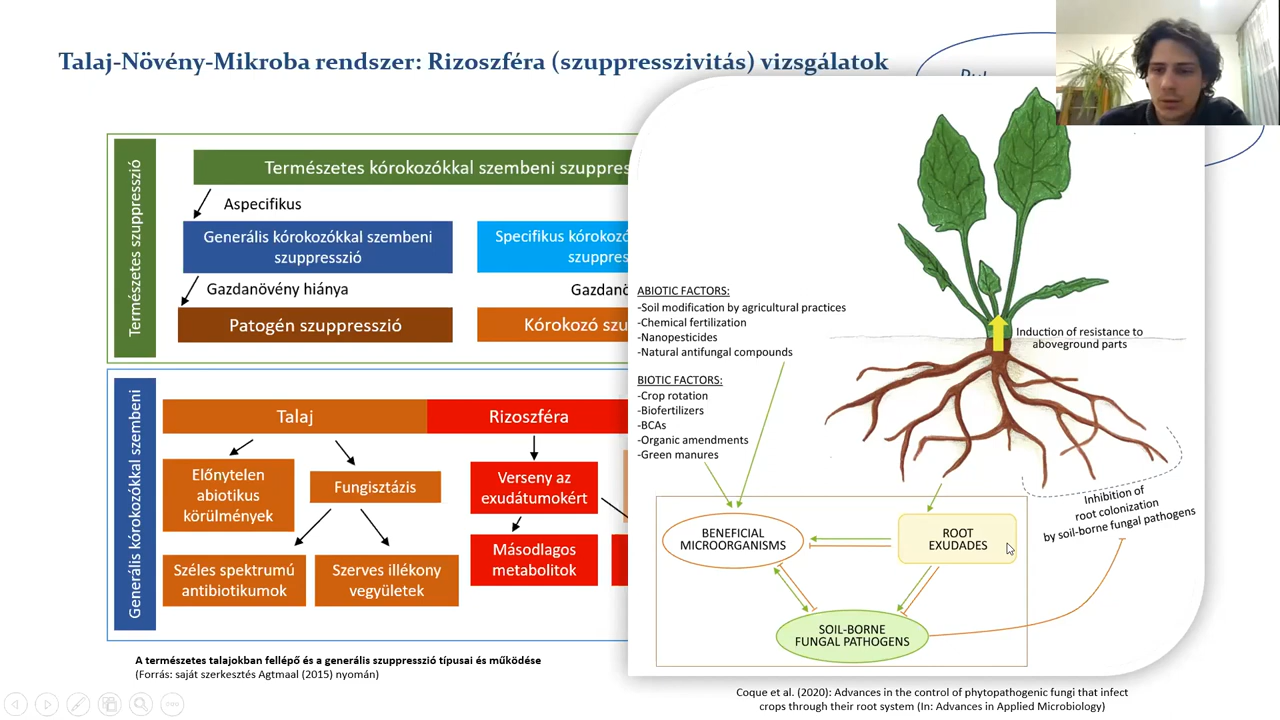 Talaj-Növény-Mikroba rendszer: Rizoszféra (szuppresszivitás) vizsgálatok
Természetes szuppresszió
Természetes kórokozókkal szembeni
Aspecifikus
Generális kórokozókkal szembeni
szuppresszió
Specifikus
Gazdanövény hiánya
Patogén szuppresszió
Kórokozó
Generális kórokozókkal szembeni
Talaj
Rizoszféra
Előnytelen
abiotikus
körülmények
Fungisztázis
Verseny az
exudátumokért
Széles spektrumú
antibiotikumok
Szerves illékony
vegyületek
Másodlagos
metabolitok
A természetes talajokban fellépő és a generális szuppresszió típusai és működése
(Forrás: saját szerkesztés Agtmaal (2015) nyomán)
ABIOTIC FACTORS:
-Soil modification by agricultural practices
-Chemical fertilization
-Nanopesticides
-Natural antifungal compounds
BIOTIC FACTORS:
-Crop rotation
-Biofertilizers
-BCAs
-Organic amendments
-Green manures
Induction of resistance to
aboveground parts
Inhibition of
root colonization
by soil-borne fungal pathogens
BENEFICIAL
MICROORGANISMS
ROOT
EXUDADES
SOIL-BORNE
FUNGAL PATHOGENS
Coque et al. (2020): Advances in the control of phytopathogenic fungi that infect
crops through their root system (In: Advances in Applied Microbiology)